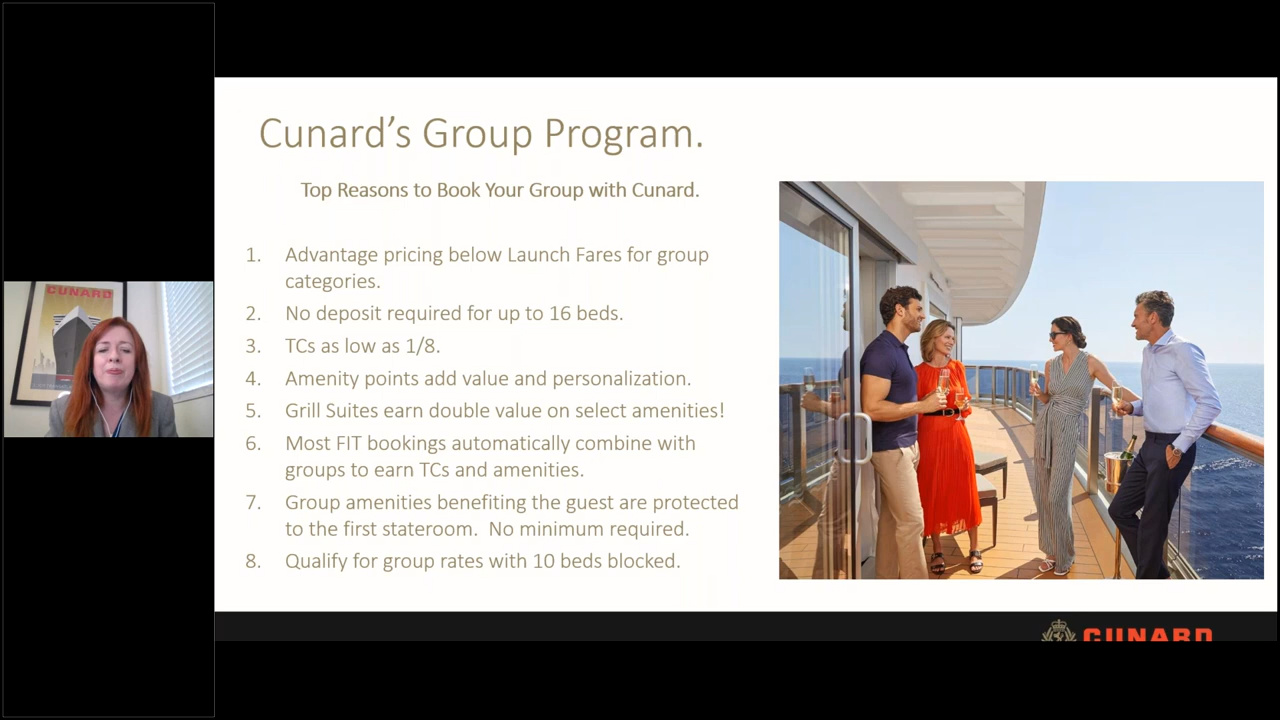 Cunard's Group Program.
Top Reasons to Book Your Group with Cunard.
1. Advantage pricing below Launch Fares for group
categories.
2. No deposit required for up to 16 beds.
3. TCs as low as 1/8.
4. Amenity points add value and personalization.
5. Grill Suites earn double value on select amenities!
6. Most FIT bookings automatically combine with
groups to earn TCs and amenities.
7. Group amenities benefiting the guest are protected
to the first stateroom.  No minimum required.
8. Qualify for group rates with 10 beds blocked.
CUNARD
CUNARD